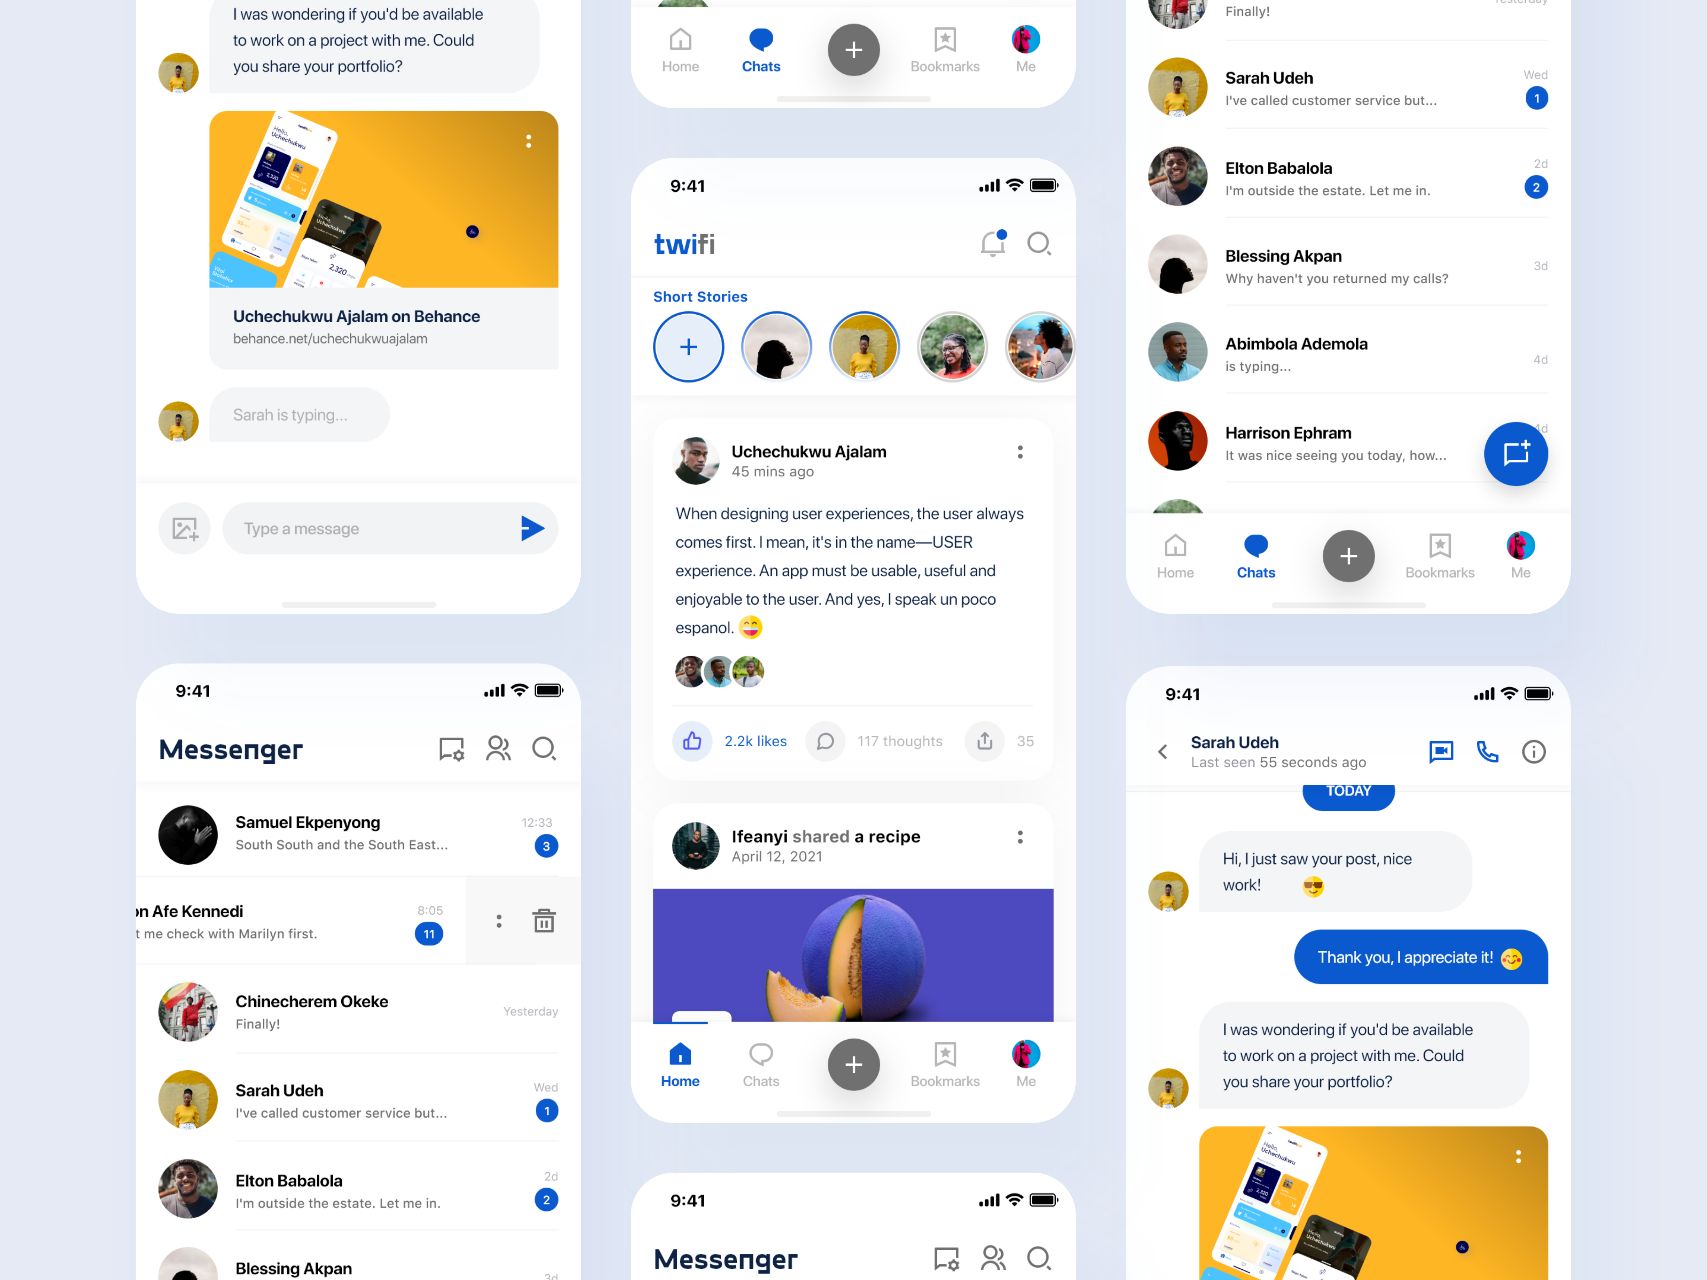 I was wondering if you'd be available
to work on a project with me. Could
you share your portfolio?
Hello,
Uchechukwu
2,320
Uchechukwu Ajalam on Behance
behance.net/uchechukwuajalam
Sarah is typing...
Type a message
9:41
Messenger
Samuel Ekpenyong
12:33
South South and the South East...
3
on Afe Kennedi
8:05
t me check with Marilyn first.
11
Chinecherem Okeke
Yesterday
Finally!
Sarah Udeh
Wed
I've called customer service but...
1
Elton Babalola
2d
I'm outside the estate. Let me in.
2
Blessing Akpan
3d
Home
Chats
Bookmarks
Me
9:41
twifi
Short Stories
Uchechukwu Ajalam
45 mins ago
When designing user experiences, the user always
comes first. I mean, it's in the name—USER
experience. An app must be usable, useful and
enjoyable to the user. And yes, I speak un poco
espanol. 😄
2.2k likes
117 thoughts
35
Ifeanyi shared a recipe
April 12, 2021
Home
Chats
Bookmarks
Me
9:41
Messenger
Yesterday
Finally!
Sarah Udeh
Wed
I've called customer service but...
1
Elton Babalola
2d
I'm outside the estate. Let me in.
2
Blessing Akpan
Why haven't you returned my calls?
3d
Abimbola Ademola
is typing...
4d
Harrison Ephram
4d
It was nice seeing you today, how...
Home
Chats
Bookmarks
Me
9:41
Sarah Udeh
Last seen 55 seconds ago
TODAY
Hi, I just saw your post, nice
work! 😎
Thank you, I appreciate it! 😊
I was wondering if you'd be available
to work on a project with me. Could
you share your portfolio?
Hello,
Uchechukwu